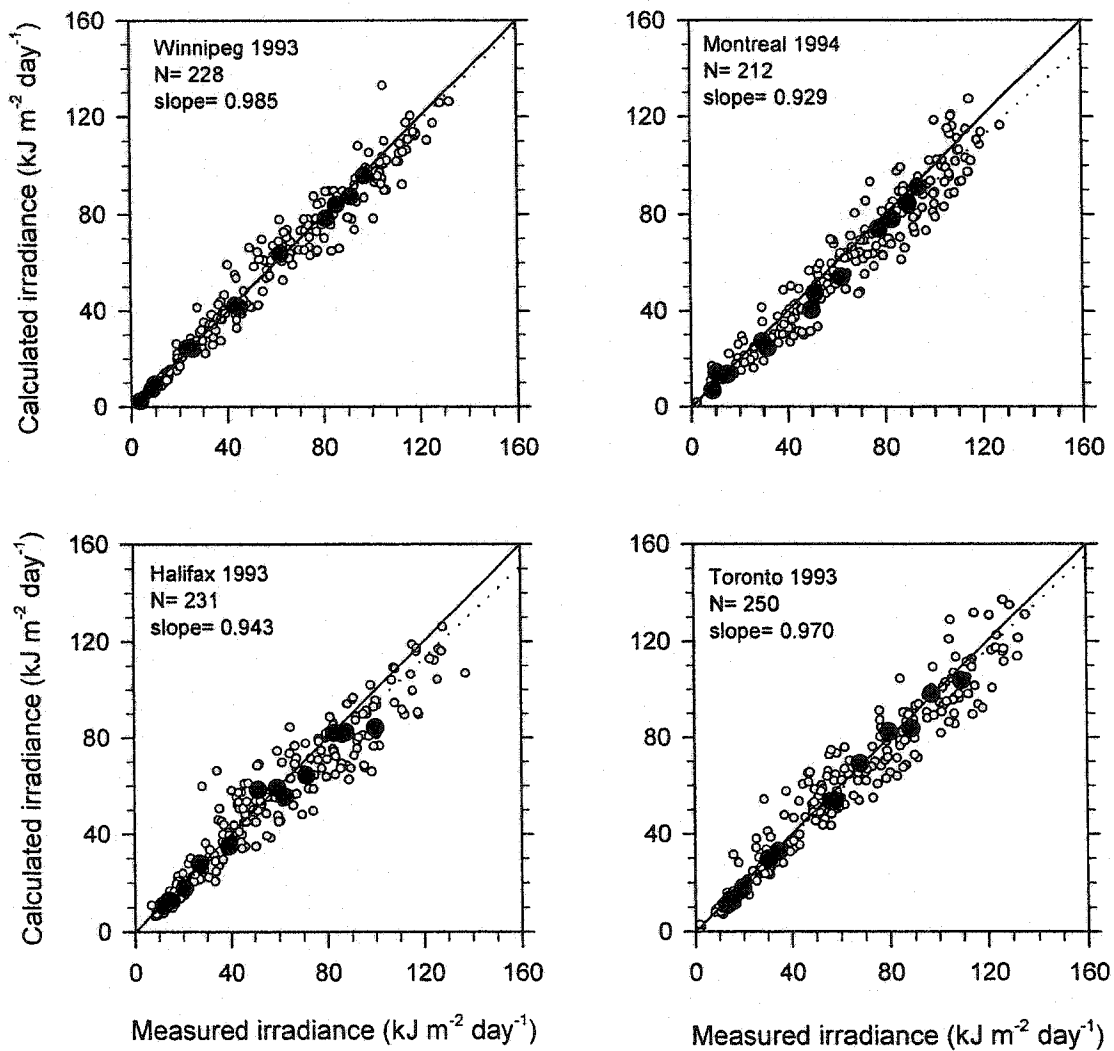 Calculated irradiance (kJ m⁻² day⁻¹)
160
120
80
40
0
Winnipeg 1993
N= 228
slope= 0.985
0 40 80 120 160
160
120
80
40
0
Montreal 1994
N= 212
slope= 0.929
0 40 80 120 160
Calculated irradiance (kJ m⁻² day⁻¹)
160
120
80
40
0
Halifax 1993
N= 231
slope= 0.943
0 40 80 120 160
Measured irradiance (kJ m⁻² day⁻¹)
160
120
80
40
0
Toronto 1993
N= 250
slope= 0.970
0 40 80 120 160
Measured irradiance (kJ m⁻² day⁻¹)